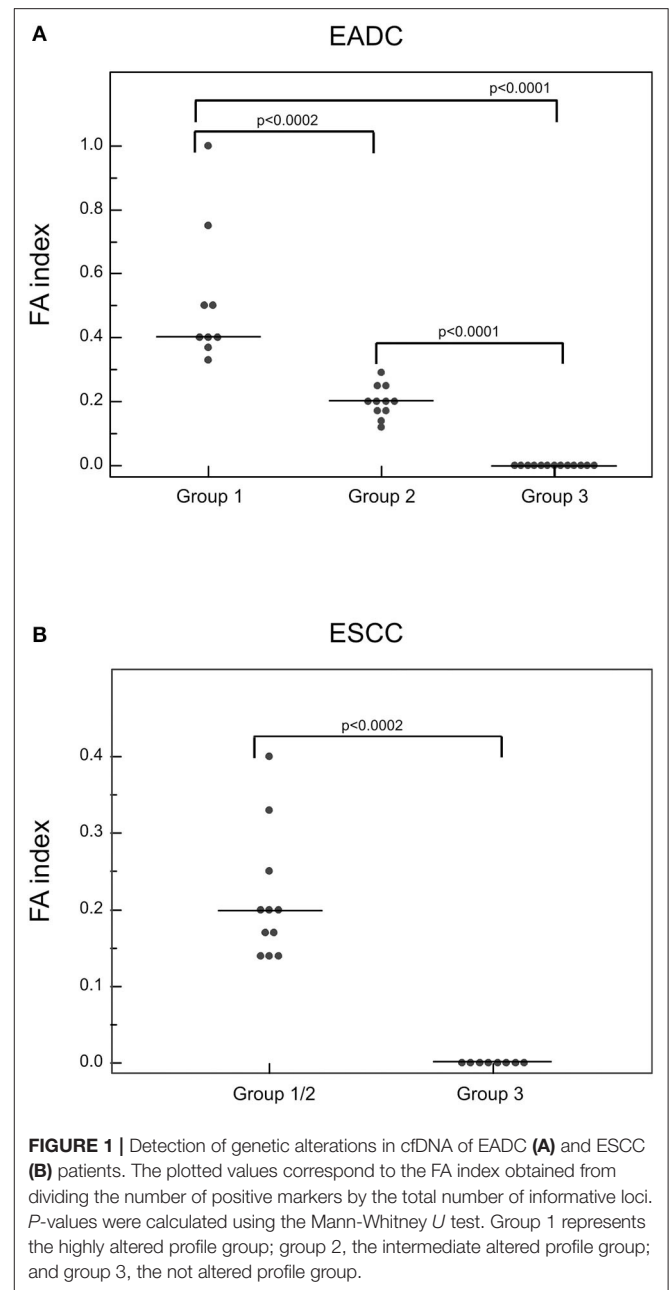 A
EADC
p<0.0001
p<0.0002
1.0
0.8
0.6
0.4
0.2
0.0
FA index
p<0.0001
Group 1 Group 2 Group 3
B
ESCC
p<0.0002
0.4
0.3
0.2
0.1
0.0
FA index
Group 1/2 Group 3
FIGURE 1 | Detection of genetic alterations in cfDNA of EADC (A) and ESCC
(B) patients. The plotted values correspond to the FA index obtained from
dividing the number of positive markers by the total number of informative loci.
P-values were calculated using the Mann-Whitney U test. Group 1 represents
the highly altered profile group; group 2, the intermediate altered profile group;
and group 3, the not altered profile group.